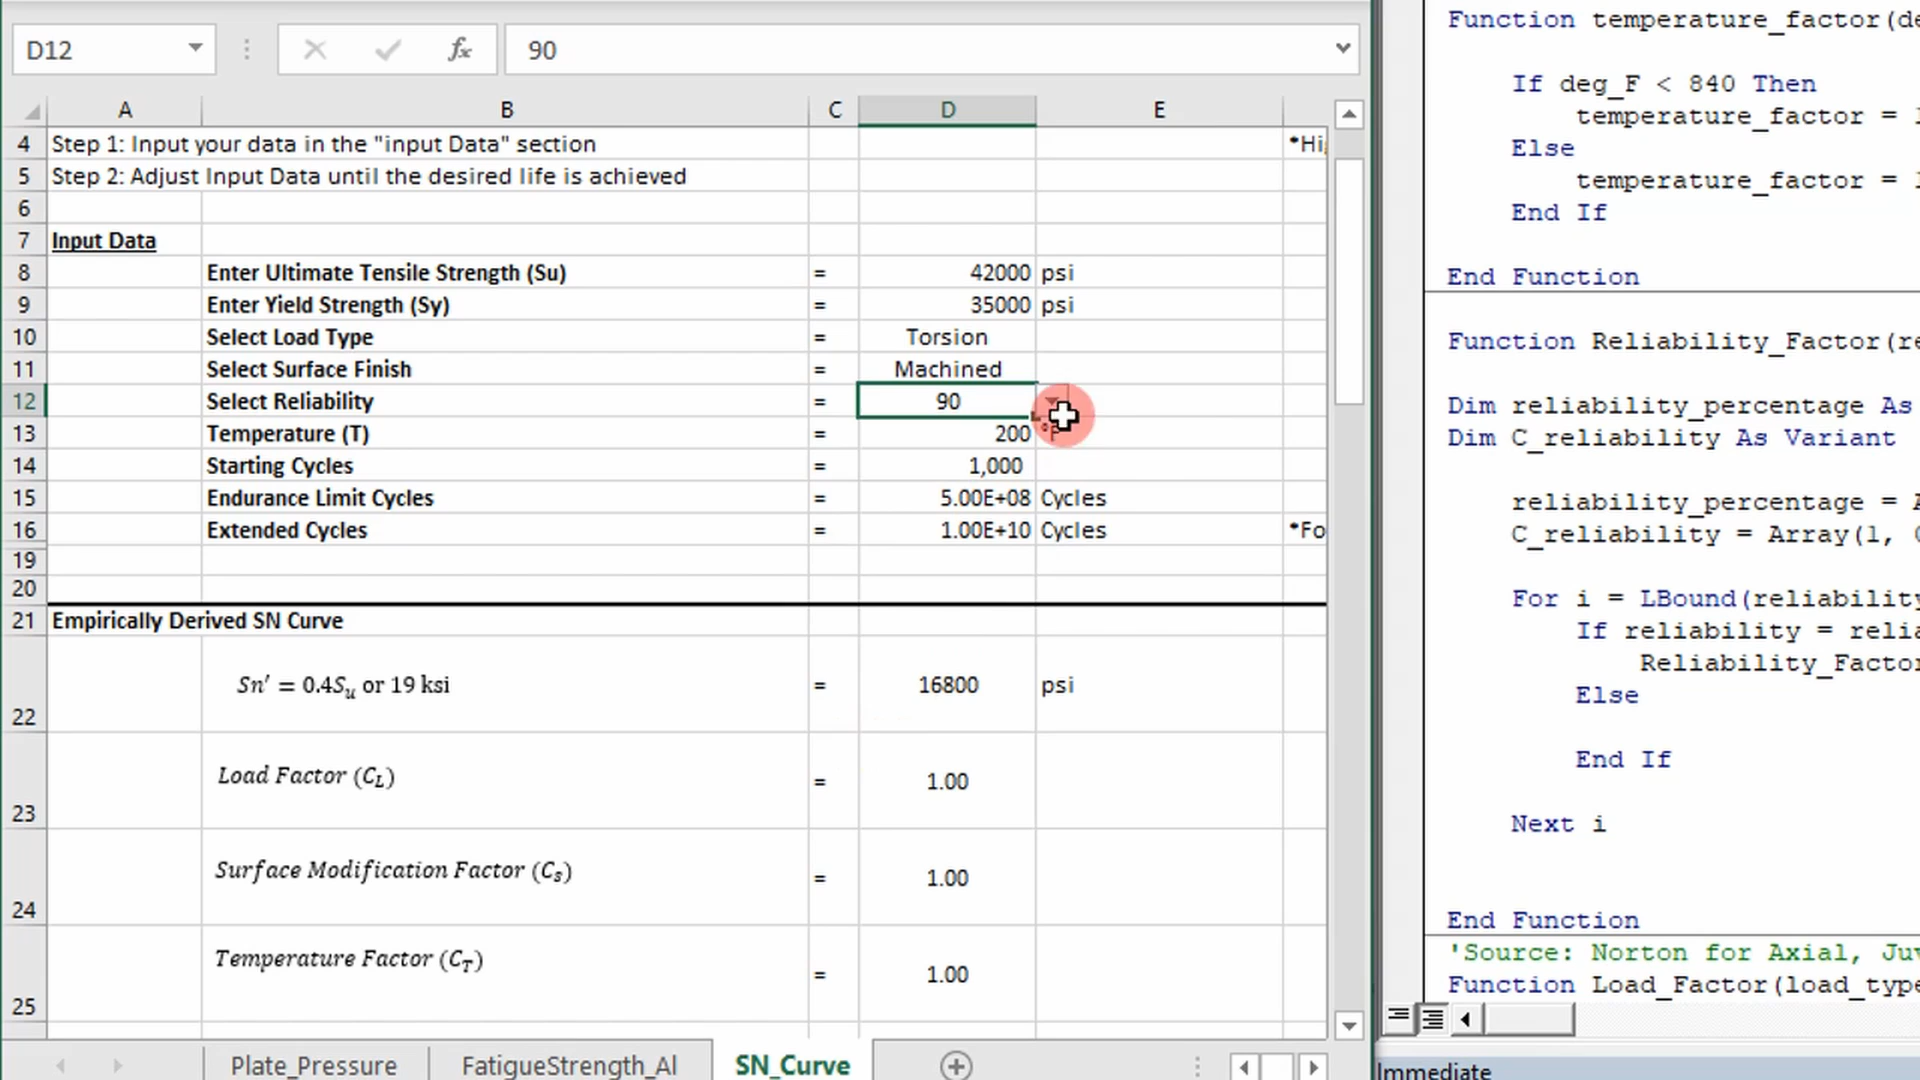 D12
fx
90
A B C D E
4 Step 1: Input your data in the "input Data" section
5 Step 2: Adjust Input Data until the desired life is achieved
6
7 Input Data
8 Enter Ultimate Tensile Strength (Su) = 42000 psi
9 Enter Yield Strength (Sy) = 35000 psi
10 Select Load Type = Torsion
11 Select Surface Finish = Machined
12 Select Reliability = 90
13 Temperature (T) = 200 °F
14 Starting Cycles = 1,000
15 Endurance Limit Cycles = 5.00E+08 Cycles
16 Extended Cycles = 1.00E+10 Cycles *Fo
19
20
21 Empirically Derived SN Curve
22 Sn′ = 0.4Su or 19 ksi = 16800 psi
23 Load Factor (CL) = 1.00
24 Surface Modification Factor (Cs) = 1.00
25 Temperature Factor (CT) = 1.00
Plate_Pressure FatigueStrength_Al SN_Curve
Function temperature_factor(de
If deg_F < 840 Then
temperature_factor =
Else
temperature_factor =
End If
End Function
Function Reliability_Factor(re
Dim reliability_percentage As
Dim C_reliability As Variant
reliability_percentage = A
C_reliability = Array(1,
For i = LBound(reliability
If reliability = relia
Reliability_Factor
Else
End If
Next i
End Function
'Source: Norton for Axial, Juv
Function Load_Factor(load_type
Immediate